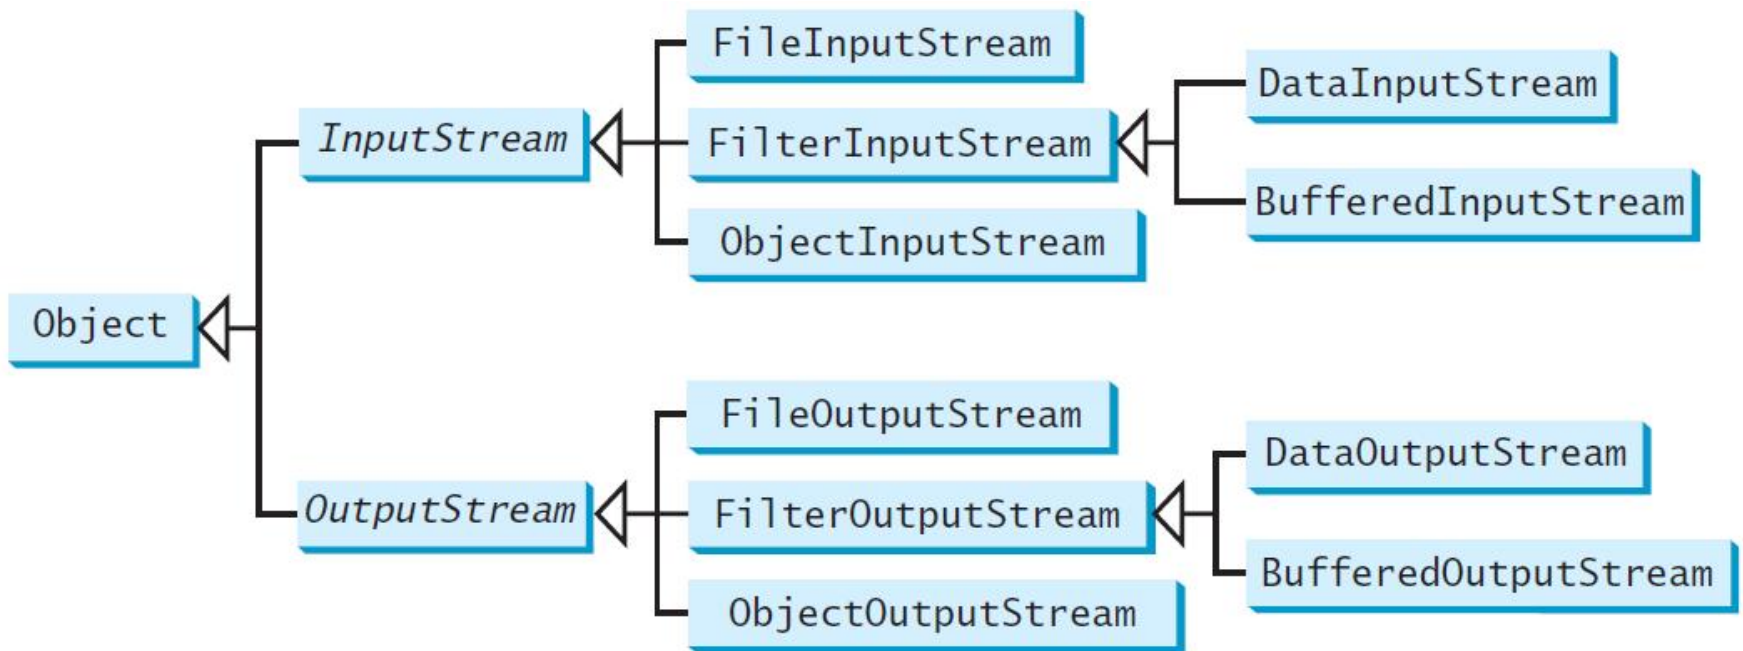 Object
InputStream
FileInputStream
FilterInputStream
ObjectInputStream
DataInputStream
BufferedInputStream
OutputStream
FileOutputStream
FilterOutputStream
ObjectOutputStream
DataOutputStream
BufferedOutputStream